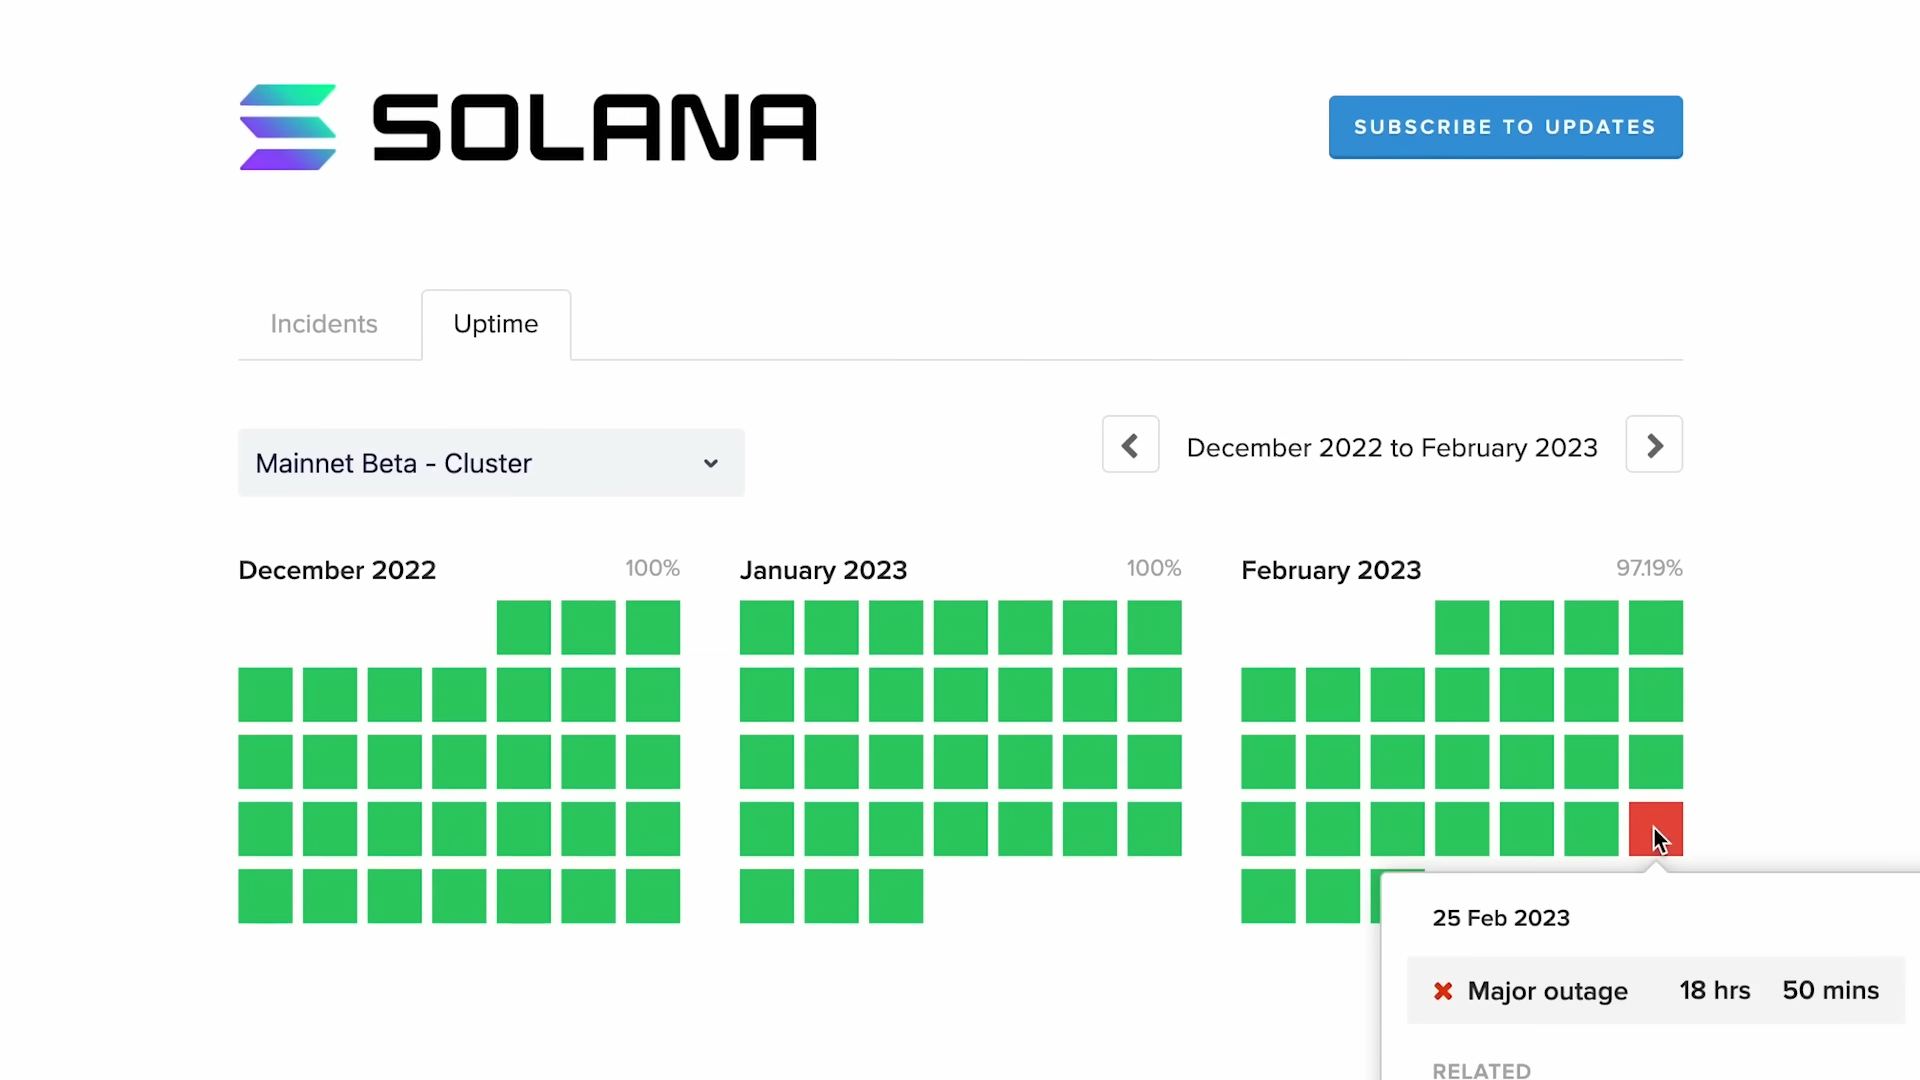 SOLANA
SUBSCRIBE TO UPDATES
Incidents
Uptime
Mainnet Beta - Cluster
December 2022 to February 2023
December 2022
100%
January 2023
100%
February 2023
97.19%
25 Feb 2023
Major outage 18 hrs 50 mins
RELATED